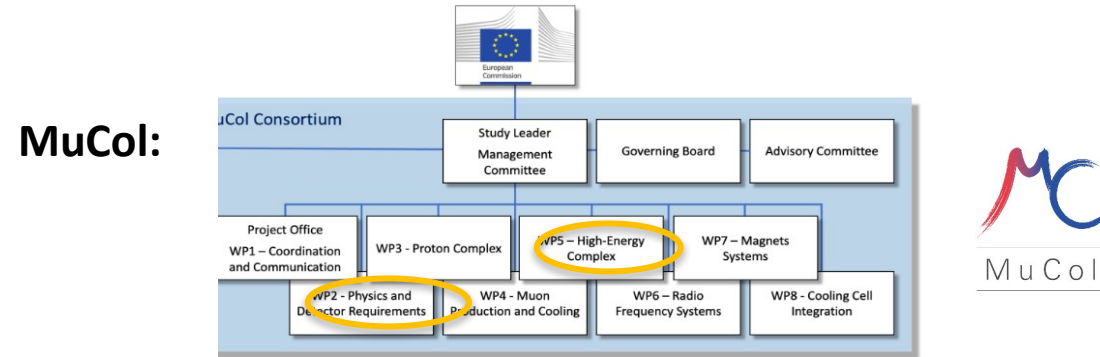 European
Commission
MuCol:
uCol Consortium
Study Leader
Management
Committee
Governing Board
Advisory Committee
Project Office
WP1 – Coordination
and Communication
WP3 - Proton Complex
WP5 – High-Energy
Complex
WP7 – Magnets
Systems
WP2 - Physics and
Detector Requirements
WP4 - Muon
Production and Cooling
WP6 – Radio
Frequency Systems
WP8 - Cooling Cell
Integration
MuCol